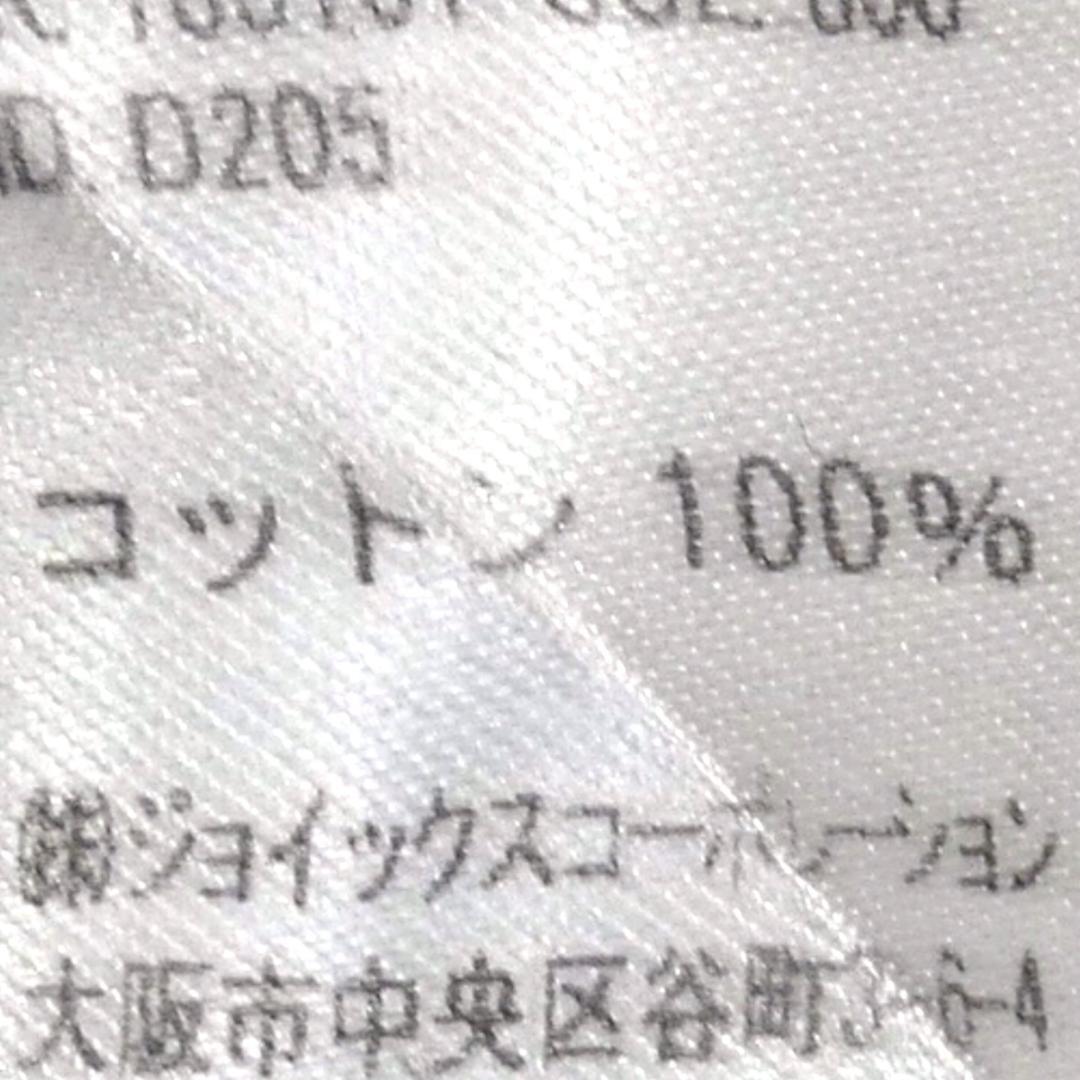 D205
コットン 100%
㈱ジョイックスコーポレーション
大阪市中央区谷町3-6-4